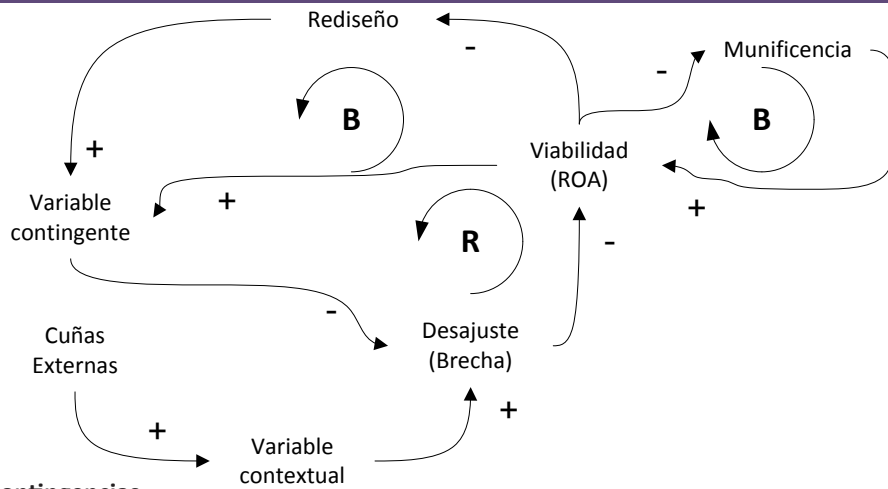 Rediseño
-
Munificencia
-
B
B
Viabilidad
(ROA)
+
+
+
Variable
contingente
R
-
-
Desajuste
(Brecha)
Cuñas
Externas
+
+
Variable
contextual